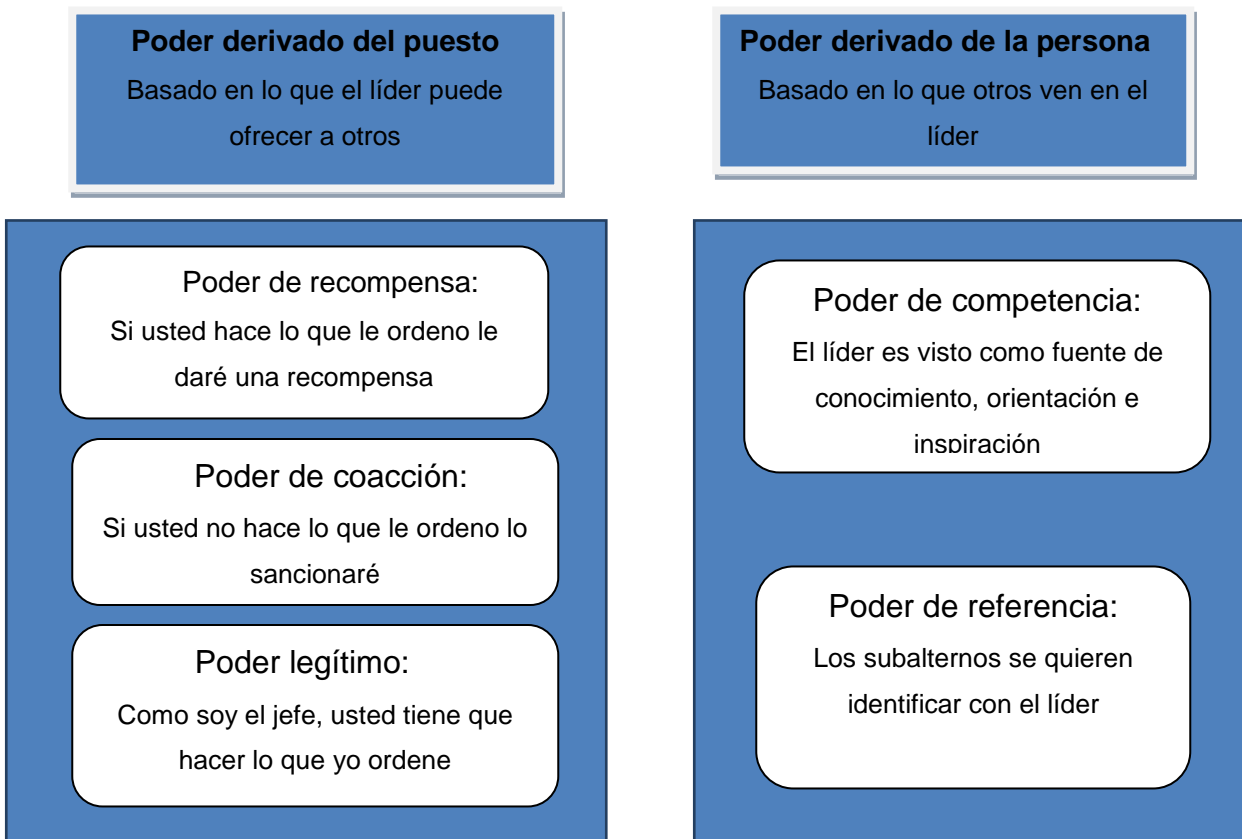 Poder derivado del puesto
Basado en lo que el líder puede
ofrecer a otros
Poder derivado de la persona
Basado en lo que otros ven en el
líder
Poder de recompensa:
Si usted hace lo que le ordeno le
daré una recompensa
Poder de coacción:
Si usted no hace lo que le ordeno lo
sancionaré
Poder legítimo:
Como soy el jefe, usted tiene que
hacer lo que yo ordene
Poder de competencia:
El líder es visto como fuente de
conocimiento, orientación e
inspiración
Poder de referencia:
Los subalternos se quieren
identificar con el líder